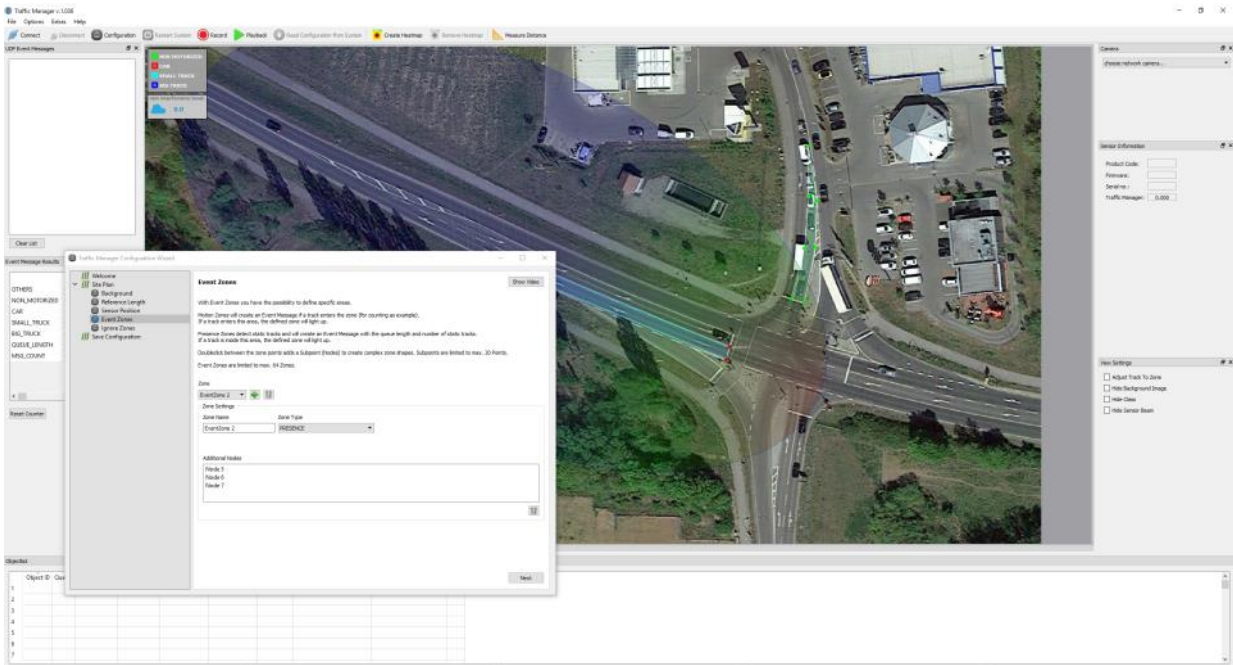 Traffic Manager v.1.036
File Options Extras Help
Connect Disconnect Configuration Restart System Record Playback Read Configuration from System Create Heatmap Remove Heatmap Measure Distance
UDP Event Messages
Clear List
Event Message Results
OTHERS
NON_MOTORIZED
CAR
SMALL_TRUCK
BIG_TRUCK
QUEUE_LENGTH
MSG_COUNT
Reset Counter
NON MOTORIZED
CAR
SMALL TRUCK
BIG TRUCK
0.0
Traffic Manager Configuration Wizard
Welcome
Site Plan
Background
Reference Length
Sensor Position
Event Zones
Ignore Zones
Save Configuration
Event Zones
Show Video
With Event Zones you have the possibility to define specific areas.
Motion Zones will create an Event Message if a track enters the zone (for counting as example).
If a track enters this area, the defined zone will light up.
Presence Zones detect static tracks and will create an Event Message with the queue length and number of static tracks.
If a track is inside this area, the defined zone will light up.
Doubleclick between the zone points adds a Subpoint (Nodes) to create complex zone shapes. Subpoints are limited to max. 20 Points.
Event Zones are limited to max. 64 Zones.
Zone
EventZone 2
Zone Settings
Zone Name Zone Type
EventZone 2 PRESENCE
Additional Nodes
Node 5
Node 6
Node 7
Next
Camera
choose network camera...
Sensor Information
Product Code:
Firmware:
Serial no.:
Traffic Manager: 0.000
View Settings
Adjust Track To Zone
Hide Background Image
Hide Class
Hide Sensor Beam
Objectlist
Object ID
1
2
3
4
5
6
7